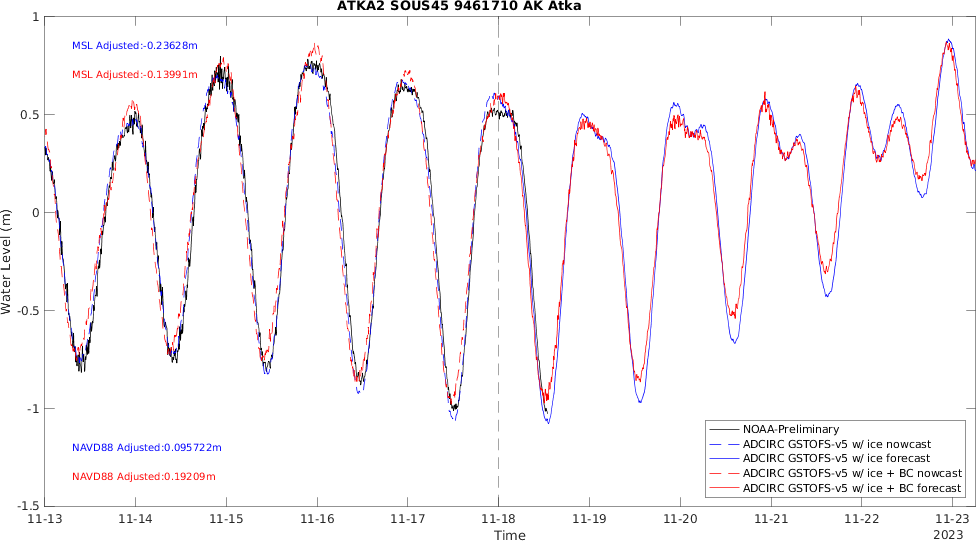 ATKA2 SOUS45 9461710 AK Atka
1
0.5
0
-0.5
-1
-1.5
Water Level (m)
MSL Adjusted:-0.23628m
MSL Adjusted:-0.13991m
NAVD88 Adjusted:0.095722m
NAVD88 Adjusted:0.19209m
NOAA-Preliminary
ADCIRC GSTOFS-v5 w/ ice nowcast
ADCIRC GSTOFS-v5 w/ ice forecast
ADCIRC GSTOFS-v5 w/ ice + BC nowcast
ADCIRC GSTOFS-v5 w/ ice + BC forecast
11-13 11-14 11-15 11-16 11-17 11-18 11-19 11-20 11-21 11-22 11-23
2023
Time